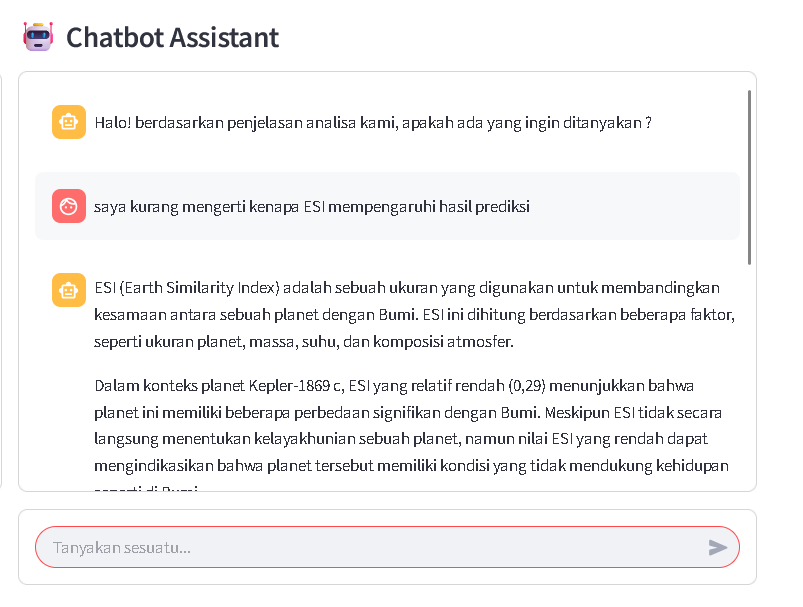 Chatbot Assistant
Halo! berdasarkan penjelasan analisa kami, apakah ada yang ingin ditanyakan ?
saya kurang mengerti kenapa ESI mempengaruhi hasil prediksi
ESI (Earth Similarity Index) adalah sebuah ukuran yang digunakan untuk membandingkan
kesamaan antara sebuah planet dengan Bumi. ESI ini dihitung berdasarkan beberapa faktor,
seperti ukuran planet, massa, suhu, dan komposisi atmosfer.
Dalam konteks planet Kepler-1869 c, ESI yang relatif rendah (0,29) menunjukkan bahwa
planet ini memiliki beberapa perbedaan signifikan dengan Bumi. Meskipun ESI tidak secara
langsung menentukan kelayakhunian sebuah planet, namun nilai ESI yang rendah dapat
mengindikasikan bahwa planet tersebut memiliki kondisi yang tidak mendukung kehidupan
seperti di Bumi.
Tanyakan sesuatu...